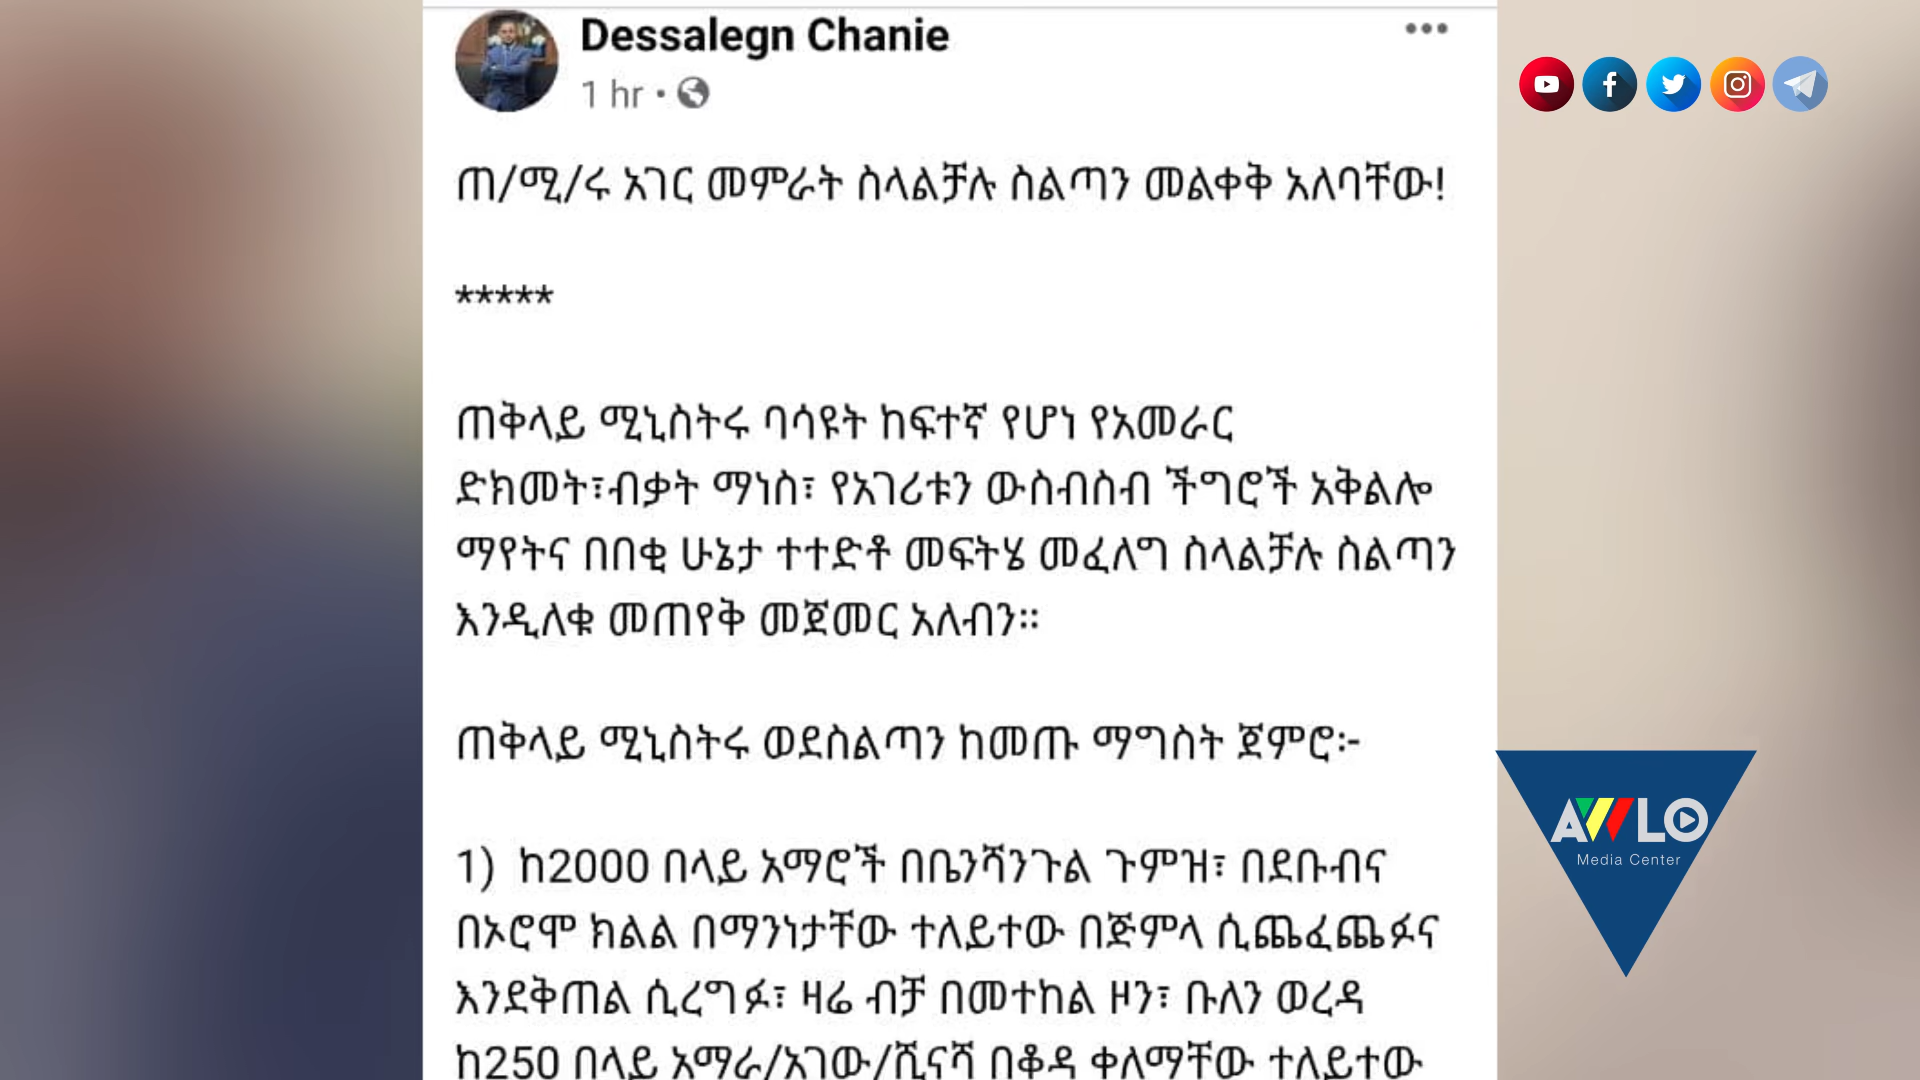 Dessalegn Chanie
1 hr
ጠ/ሚ/ሩ አገር መምራት ስላልቻሉ ስልጣን መልቀቅ አለባቸው!
*****
ጠቅላይ ሚኒስትሩ ባሳዩት ከፍተኛ የሆነ የአመራር
ድክመት፣ብቃት ማነስ፣ የአገሪቱን ውስብስብ ችግሮች አቅልሎ
ማየትና በበቂ ሁኔታ ተተድቶ መፍትሄ መፈለግ ስላልቻሉ ስልጣን
እንዲለቁ መጠየቅ መጀመር አለብን።
ጠቅላይ ሚኒስትሩ ወደስልጣን ከመጡ ማግስት ጀምሮ፦
1) ከ2000 በላይ አማሮች በቤንሻንጉል ጉምዝ፣ በደቡብና
በኦሮሞ ክልል በማንነታቸው ተለይተው በጅምላ ሲጨፈጨፉና
እንደቅጠል ሲረግፉ፣ ዛሬ ብቻ በመተከል ዞን፣ ቡለን ወረዳ
ከ250 በላይ አማራ/አገው/ሺናሻ በቆዳ ቀለማቸው ተለይተው
AWLO
Media Center